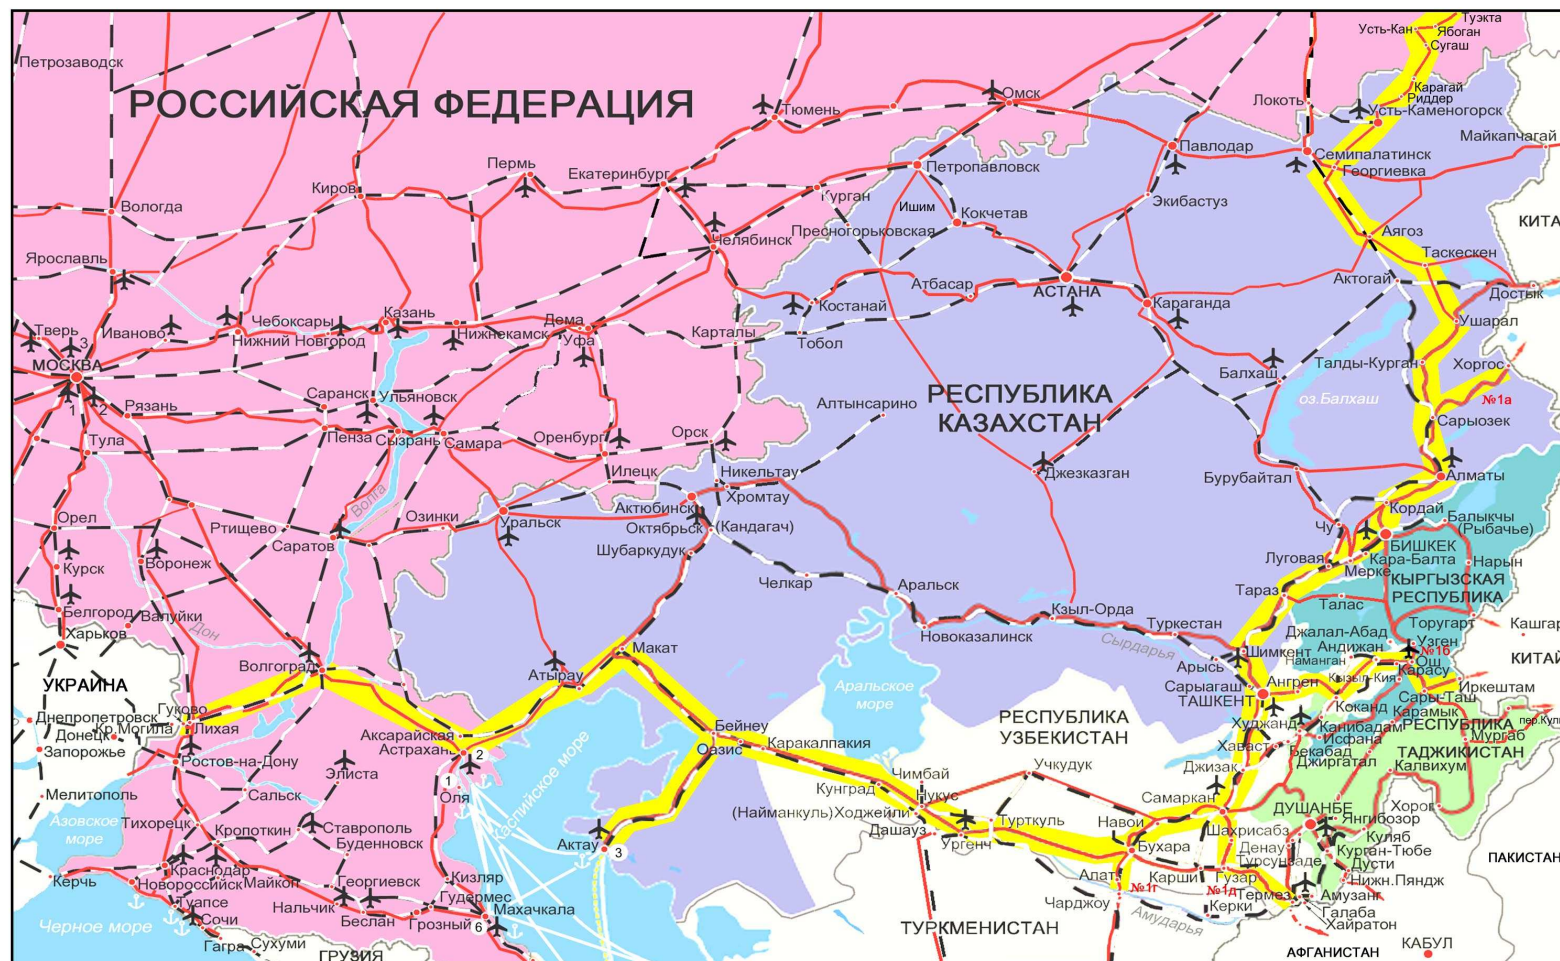 Петрозаводск
РОССИЙСКАЯ ФЕДЕРАЦИЯ
Тюмень
Омск
Туэкта
Усть-Кан
Ябоган
Сугаш
Карагай
Риддер
Локоть
Усть-Каменогорск
Майкапчагай
Пермь
Екатеринбург
Петропавловск
Павлодар
Семипалатинск
Георгиевка
Киров
Вологда
Курган
Ишим
Кокчетав
Экибастуз
КИТА
Пресногорьковская
Аягоз
Челябинск
Ярославль
Таскескен
Актогай
Достык
Атбасар
АСТАНА
Костанай
Караганда
Тверь
3
Иваново
Чебоксары
Казань
Дема
Ушарал
Нижний Новгород
Нижнекамск
Уфа
Карталы
Тобол
МОСКВА
Балхаш
Талды-Курган
Хоргос
1
2
Рязань
Саранск
Ульяновск
РЕСПУБЛИКА
КАЗАХСТАН
Алтынсарино
оз.Балхаш
№1а
Сарыозек
Тула
Пенза
Сызрань
Самара
Оренбург
Орск
Илецк
Никельтау
Хромтау
Джезказган
Бурубайтал
Алматы
Волга
Орел
Ртищево
Саратов
Озинки
Уральск
Актюбинск
Октябрьск
(Кандагач)
Чу
Кордай
Балыкчы
(Рыбачье)
БИШКЕК
Шубаркудук
Луговая
Кара-Балта
Мерке
Нарын
Курск
Воронеж
Челкар
Аральск
Тараз
КЫРГЫЗСКАЯ
РЕСПУБЛИКА
Талас
Белгород
Валуйки
Харьков
Дон
Новоказалинск
Кзыл-Орда
Туркестан
Сырдарья
Торугарт
Кашгар
Джалал-Абад
Узген
Андижан
№1б
Волгоград
Макат
Арысь
Шимкент
Наманган
Ош
Карасу
КИТАЙ
УКРАИНА
Атырау
Аральское
море
Сарыагаш
ТАШКЕНТ
Ангрен
Кызыл-Кия
Сары-Таш
Иркештам
Гуково
Днепропетровск
Кр.Могила
Лихая
Донецк
Запорожье
Аксарайская
Астрахань
2
Бейнеу
Оазис
Каракалпакия
РЕСПУБЛИКА
УЗБЕКИСТАН
Худжанд
Коканд
Карамык
Канибадам
РЕСПУБЛИКА
ТАДЖИКИСТАН
Исфана
Хаваст
Бекабад
Джиргатал
Мургаб
Калвихум
Ростов-на-Дону
Элиста
1
Оля
Каспийское море
Учкудук
Джизак
Мелитополь
Сальск
Чимбай
Кунград
Нукус
(Найманкуль)
Ходжейли
Дашауз
Ургенч
Турткуль
Самаркан
Навои
ДУШАНБЕ
Хорог
Янгибозор
Азовское
море
Тихорецк
Кропоткин
Ставрополь
Буденновск
Актау
3
Бухара
Шахрисабз
Денау
Турсунзаде
Куляб
Курган-Тюбе
Дусти
ПАКИСТАН
Керчь
Краснодар
Новороссийск
Майкоп
Георгиевск
Кизляр
Алат
№1г
Карши
№1д
Гузар
Нижн.Пяндж
Туапсе
Нальчик
Беслан
Гудермес
Грозный
6
Махачкала
Чарджоу
Амударья
Керки
Термез
Амузанг
Галаба
Хайратон
Черное море
Сочи
Гагра
Сухуми
ГРУЗИЯ
ТУРКМЕНИСТАН
АФГАНИСТАН
КАБУЛ